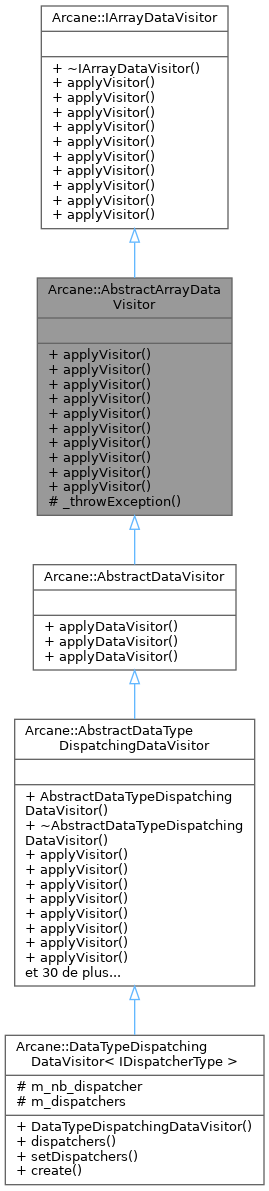 Arcane::IArrayDataVisitor
+ ~IArrayDataVisitor()
+ applyVisitor()
+ applyVisitor()
+ applyVisitor()
+ applyVisitor()
+ applyVisitor()
+ applyVisitor()
+ applyVisitor()
+ applyVisitor()
+ applyVisitor()
+ applyVisitor()
Arcane::AbstractArrayData
Visitor
+ applyVisitor()
+ applyVisitor()
+ applyVisitor()
+ applyVisitor()
+ applyVisitor()
+ applyVisitor()
+ applyVisitor()
+ applyVisitor()
+ applyVisitor()
+ applyVisitor()
# _throwException()
Arcane::AbstractDataVisitor
+ applyDataVisitor()
+ applyDataVisitor()
+ applyDataVisitor()
Arcane::AbstractDataType
DispatchingDataVisitor
+ AbstractDataTypeDispatching
DataVisitor()
+ ~AbstractDataTypeDispatching
DataVisitor()
+ applyVisitor()
+ applyVisitor()
+ applyVisitor()
+ applyVisitor()
+ applyVisitor()
+ applyVisitor()
+ applyVisitor()
+ applyVisitor()
et 30 de plus...
Arcane::DataTypeDispatching
DataVisitor< IDispatcherType >
# m_nb_dispatcher
# m_dispatchers
+ DataTypeDispatchingDataVisitor()
+ dispatchers()
+ setDispatchers()
+ create()